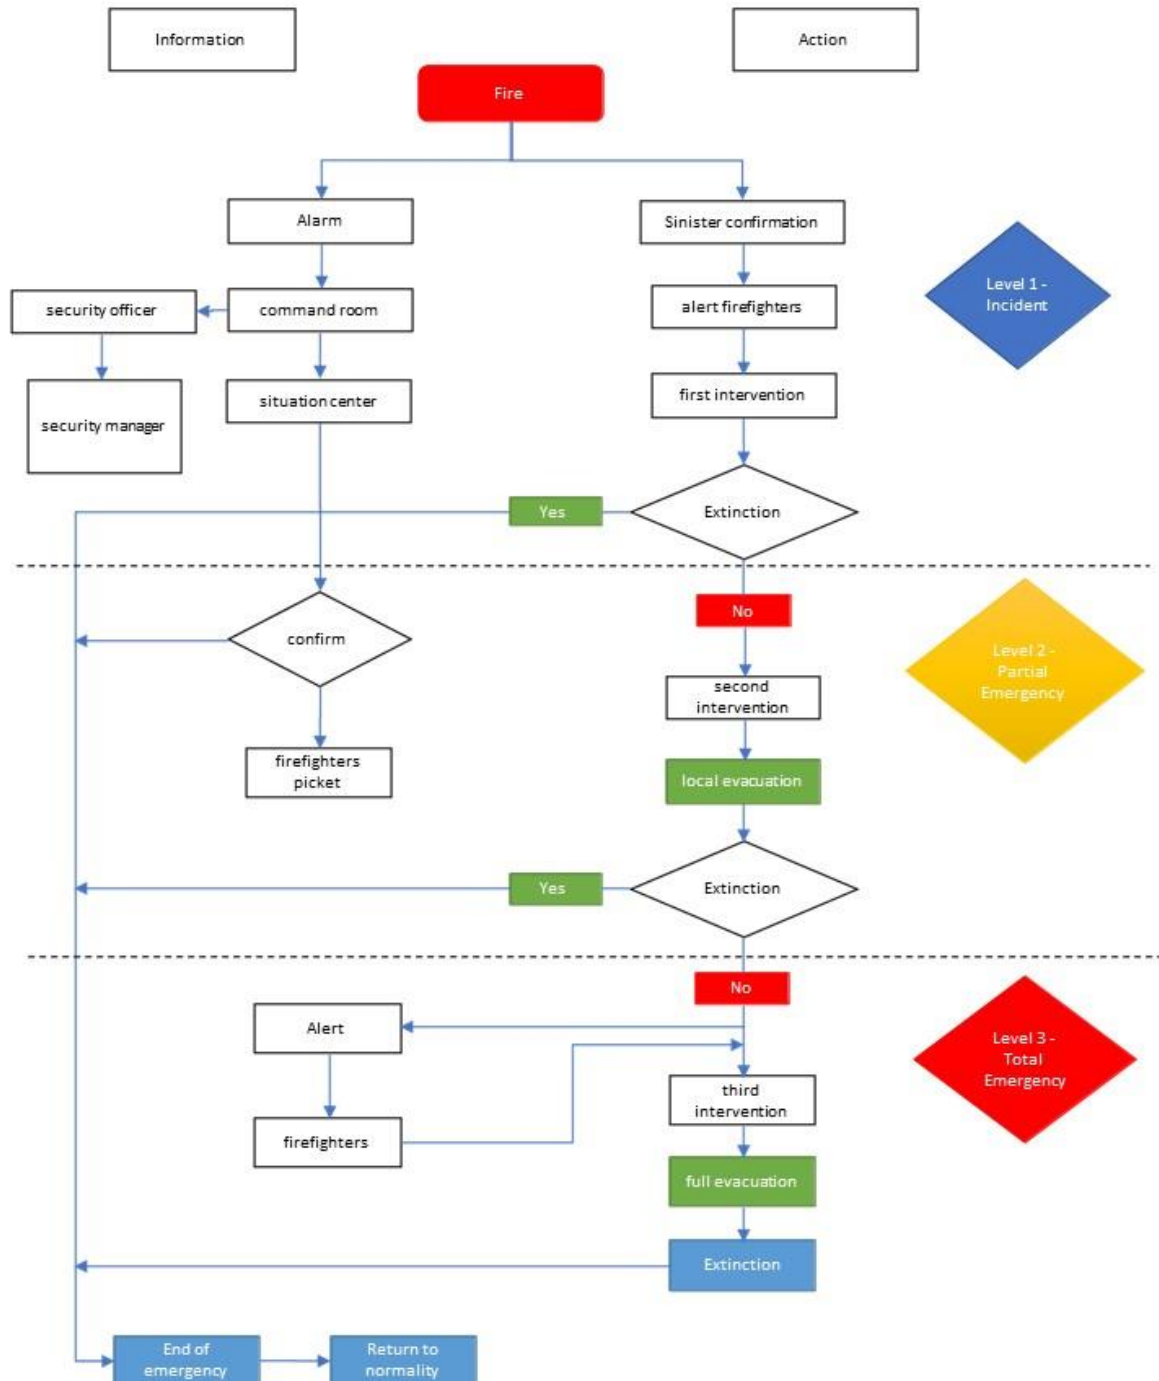 Information
Action
Fire
Alarm
Sinister confirmation
Level 1 -
Incident
security officer
command room
alert firefighters
security manager
situation center
first intervention
Yes
Extinction
No
confirm
Level 2 -
Partial
Emergency
second
intervention
firefighters
picket
local evacuation
Yes
Extinction
No
Alert
Level 3 -
Total
Emergency
third
intervention
firefighters
full evacuation
Extinction
End of
emergency
Return to
normality